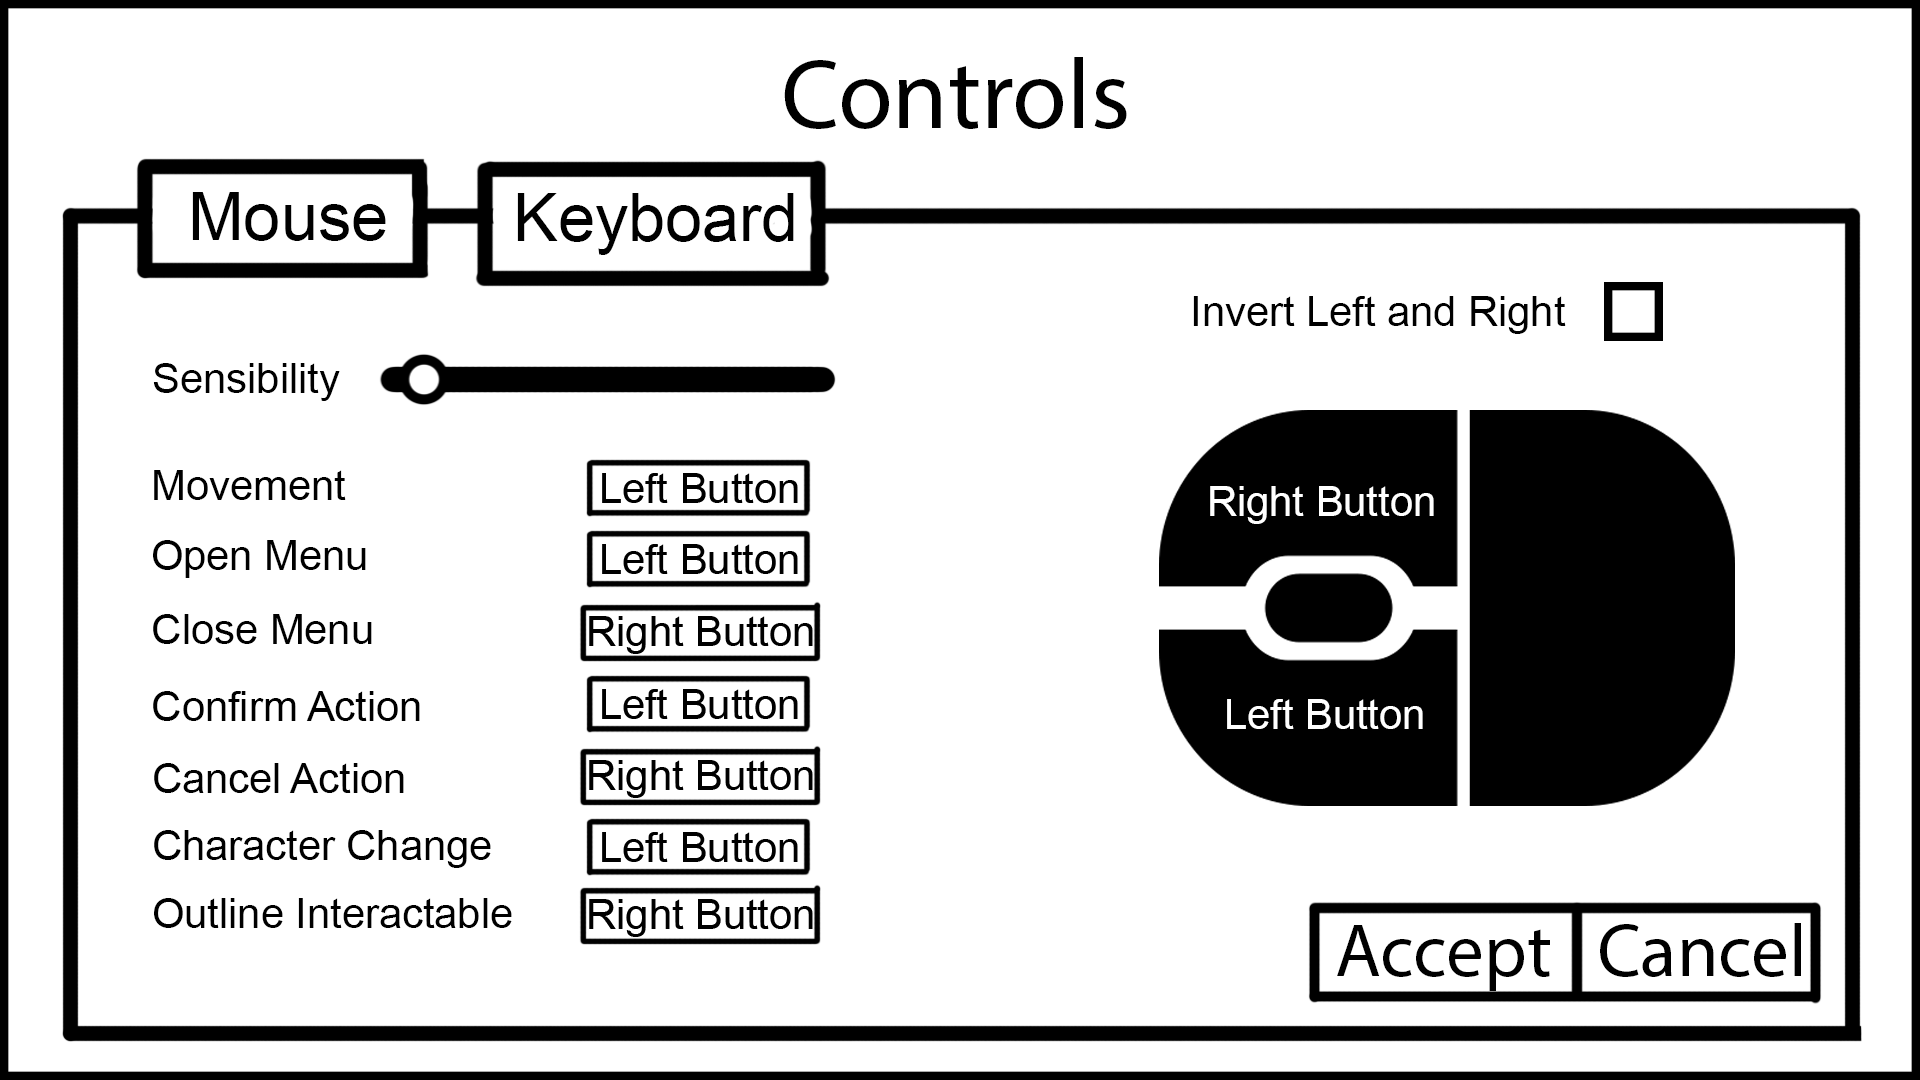 Controls
Mouse
Keyboard
Invert Left and Right
Sensibility
Movement Left Button
Open Menu Left Button
Close Menu Right Button
Confirm Action Left Button
Cancel Action Right Button
Character Change Left Button
Outline Interactable Right Button
Right Button
Left Button
Accept
Cancel